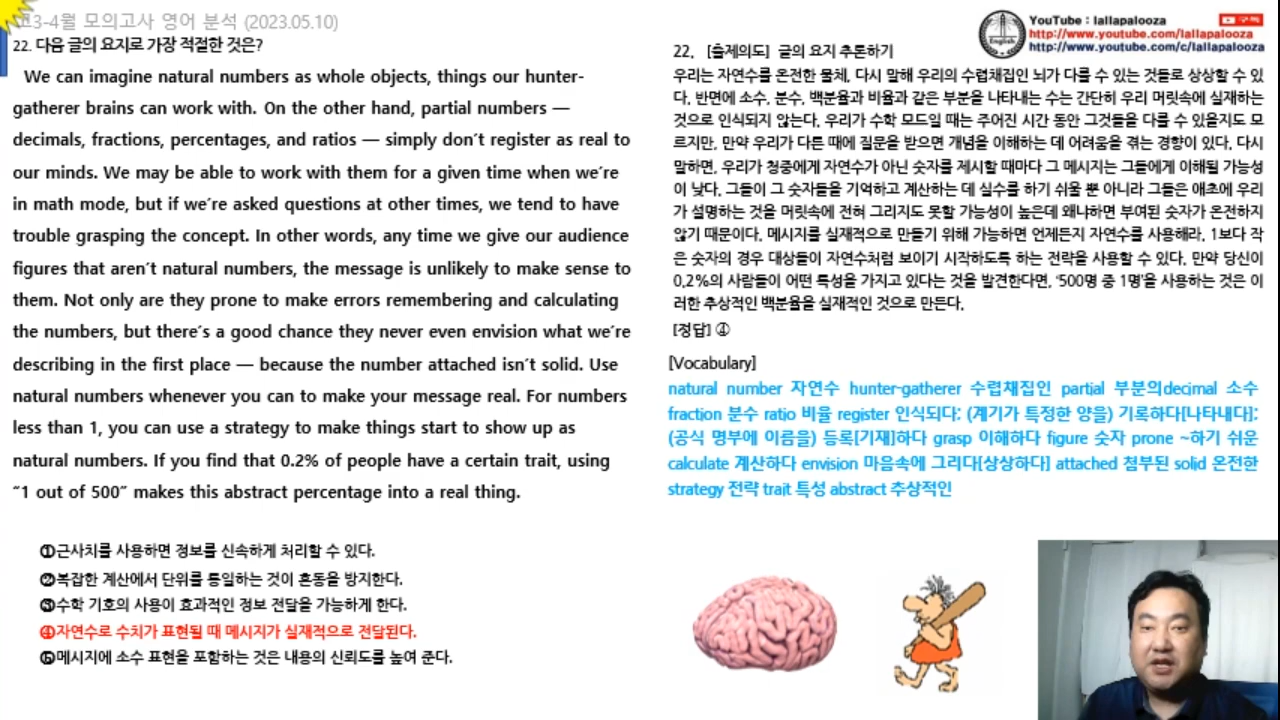 고3-4월 모의고사 영어 분석 (2023.05.10)
22. 다음 글의 요지로 가장 적절한 것은?
We can imagine natural numbers as whole objects, things our hunter-
gatherer brains can work with. On the other hand, partial numbers —
decimals, fractions, percentages, and ratios — simply don´t register as real to
our minds. We may be able to work with them for a given time when we´re
in math mode, but if we´re asked questions at other times, we tend to have
trouble grasping the concept. In other words, any time we give our audience
figures that aren´t natural numbers, the message is unlikely to make sense to
them. Not only are they prone to make errors remembering and calculating
the numbers, but there´s a good chance they never even envision what we´re
describing in the first place — because the number attached isn´t solid. Use
natural numbers whenever you can to make your message real. For numbers
less than 1, you can use a strategy to make things start to show up as
natural numbers. If you find that 0.2% of people have a certain trait, using
˝1 out of 500˝ makes this abstract percentage into a real thing.
①근사치를 사용하면 정보를 신속하게 처리할 수 있다.
②복잡한 계산에서 단위를 통일하는 것이 혼동을 방지한다.
③수학 기호의 사용이 효과적인 정보 전달을 가능하게 한다.
④자연수로 수치가 표현될 때 메시지가 실재적으로 전달된다.
⑤메시지에 소수 표현을 포함하는 것은 내용의 신뢰도를 높여 준다.
YouTube : lallapalooza
구독
http://www.youtube.com/lallapalooza
http://www.youtube.com/c/lallapalooza
English
22. [출제의도] 글의 요지 추론하기
우리는 자연수를 온전한 물체, 다시 말해 우리의 수렵채집인 뇌가 다룰 수 있는 것들로 상상할 수 있
다. 반면에 소수, 분수, 백분율과 비율과 같은 부분을 나타내는 수는 간단히 우리 머릿속에 실재하는
것으로 인식되지 않는다. 우리가 수학 모드일 때는 주어진 시간 동안 그것들을 다룰 수 있을지도 모
르지만, 만약 우리가 다른 때에 질문을 받으면 개념을 이해하는 데 어려움을 겪는 경향이 있다. 다시
말하면, 우리가 청중에게 자연수가 아닌 숫자를 제시할 때마다 그 메시지는 그들에게 이해될 가능성
이 낮다. 그들이 그 숫자들을 기억하고 계산하는 데 실수를 하기 쉬울 뿐 아니라 그들은 애초에 우리
가 설명하는 것을 머릿속에 전혀 그리지도 못할 가능성이 높은데 왜냐하면 부여된 숫자가 온전하지
않기 때문이다. 메시지를 실재적으로 만들기 위해 가능하면 언제든지 자연수를 사용해라. 1보다 작
은 숫자의 경우 대상들이 자연수처럼 보이기 시작하도록 하는 전략을 사용할 수 있다. 만약 당신이
0.2%의 사람들이 어떤 특성을 가지고 있다는 것을 발견한다면, ‘500명 중 1명’을 사용하는 것은 이
러한 추상적인 백분율을 실재적인 것으로 만든다.
[정답] ④
[Vocabulary]
natural number 자연수 hunter-gatherer 수렵채집인 partial 부분의decimal 소수
fraction 분수 ratio 비율 register 인식되다; (계기가 특정한 양을) 기록하다[나타내다];
(공식 명부에 이름을) 등록[기재]하다 grasp 이해하다 figure 숫자 prone ~하기 쉬운
calculate 계산하다 envision 마음속에 그리다[상상하다] attached 첨부된 solid 온전한
strategy 전략 trait 특성 abstract 추상적인